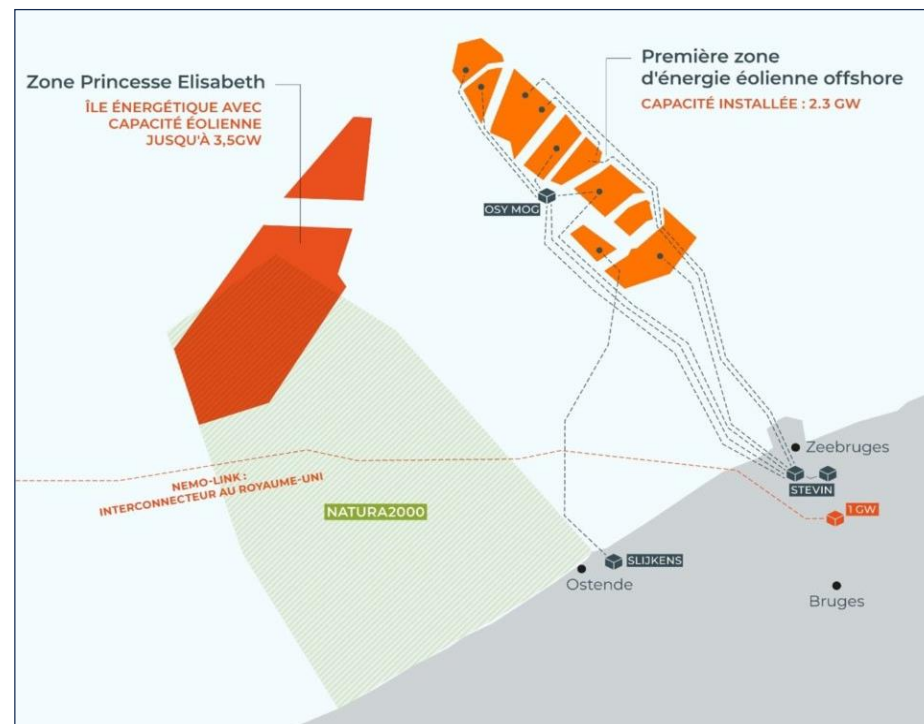 Zone Princesse Elisabeth
ÎLE ÉNERGÉTIQUE AVEC
CAPACITÉ ÉOLIENNE
JUSQU'À 3,5GW
Première zone
d'énergie éolienne offshore
CAPACITÉ INSTALLÉE : 2.3 GW
OSY MOG
Zeebruges
STEVIN
NEMO-LINK :
INTERCONNECTEUR AU ROYAUME-UNI
NATURA2000
1 GW
SLIJKENS
Ostende
Bruges